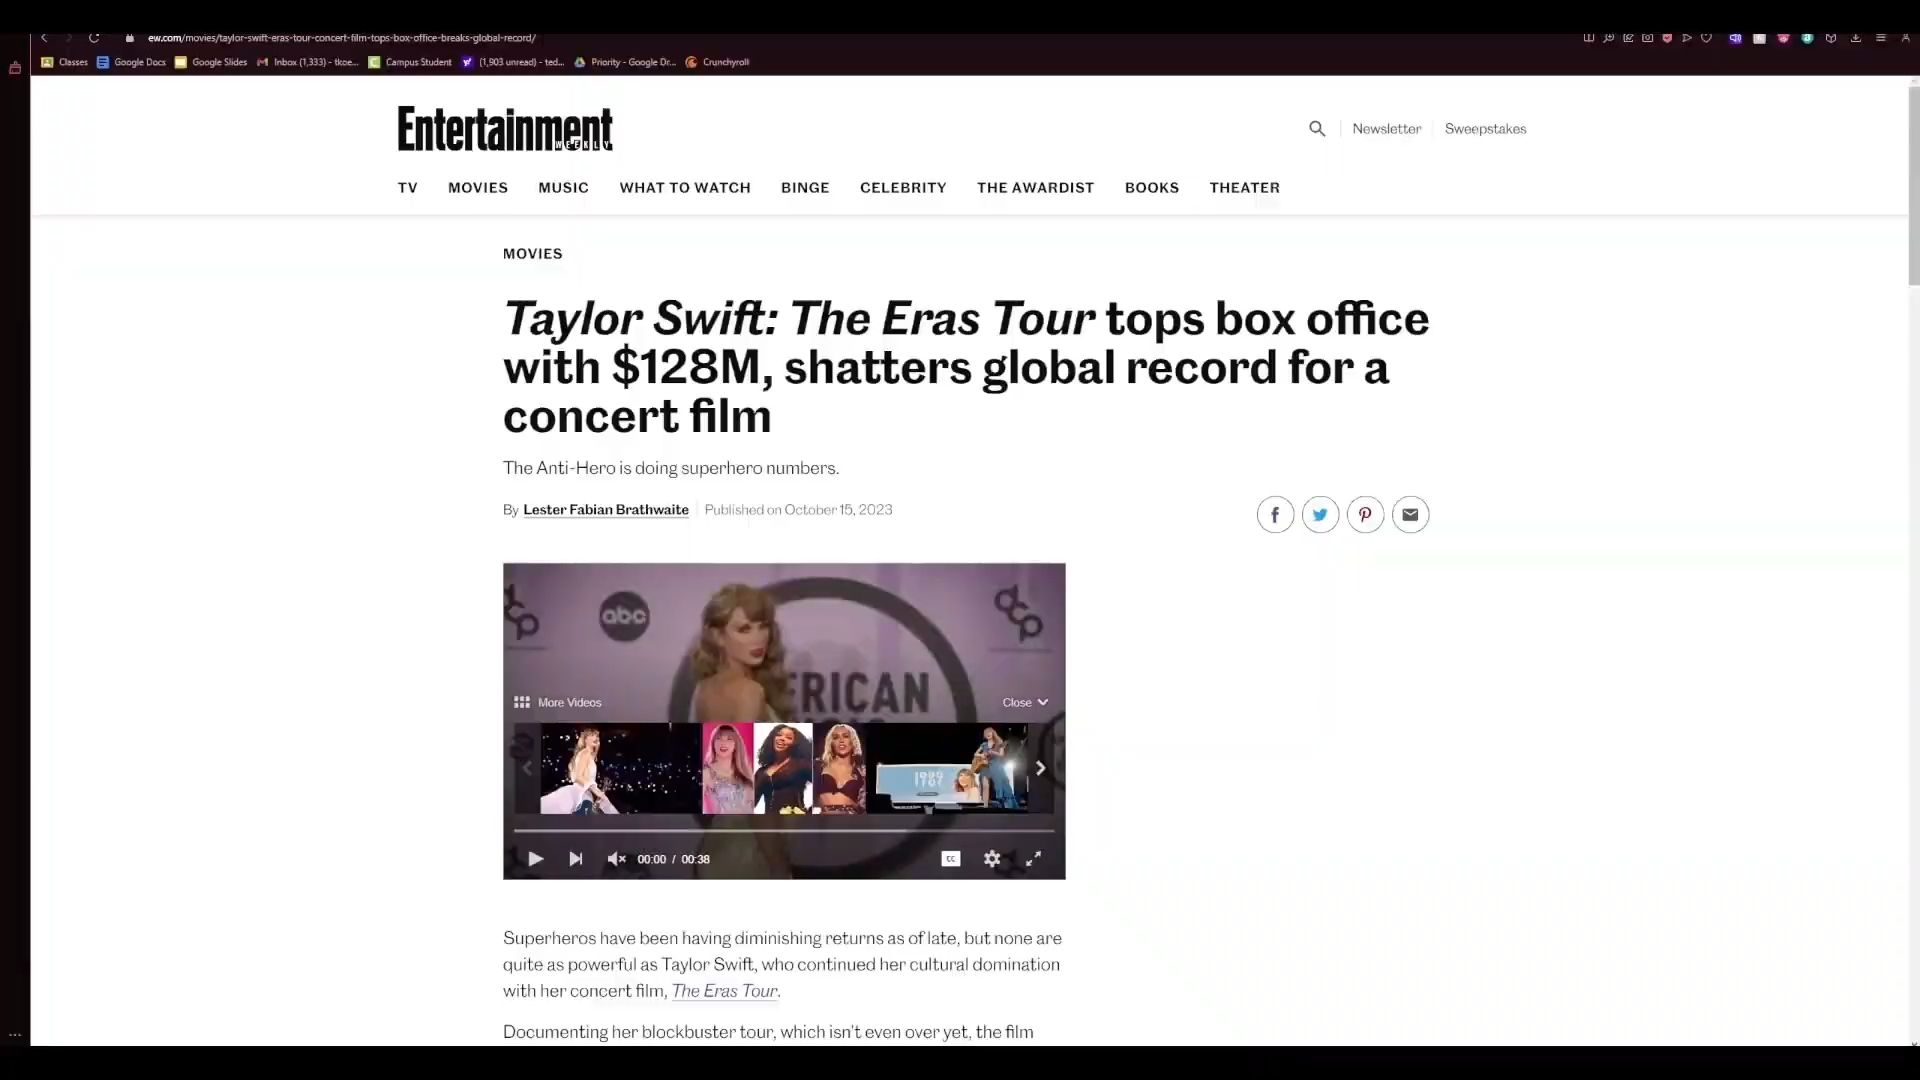 ew.com/movies/taylor-swift-eras-tour-concert-film-tops-box-office-breaks-global-record/
Classes Google Docs Google Slides Inbox (1,333) - tkoe... Campus Student (1,903 unread) - ted... Priority - Google Dr... Crunchyroll
Entertainment
WEEKLY
Newsletter Sweepstakes
TV MOVIES MUSIC WHAT TO WATCH BINGE CELEBRITY THE AWARDIST BOOKS THEATER
MOVIES
Taylor Swift: The Eras Tour tops box office
with $128M, shatters global record for a
concert film
The Anti-Hero is doing superhero numbers.
By Lester Fabian Brathwaite Published on October 15, 2023
abc
dcp
ERICAN
More Videos Close
00:00 / 00:38
CC
Superheros have been having diminishing returns as of late, but none are
quite as powerful as Taylor Swift, who continued her cultural domination
with her concert film, The Eras Tour.
Documenting her blockbuster tour, which isn't even over yet, the film